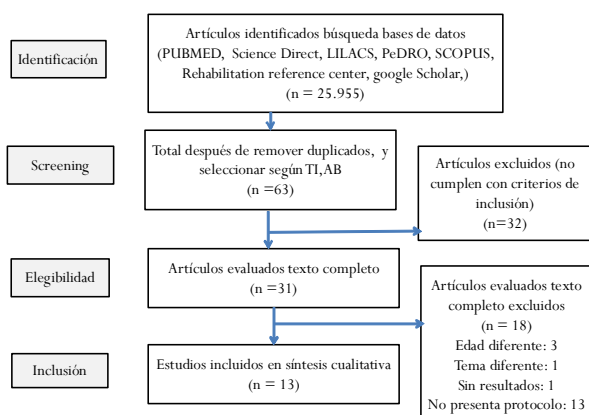 Identificación
Artículos identificados búsqueda bases de datos
(PUBMED, Science Direct, LILACS, PeDRO, SCOPUS,
Rehabilitation reference center, google Scholar,)
(n = 25.955)
Screening
Total después de remover duplicados, y
seleccionar según TI,AB
(n =63)
Artículos excluidos (no
cumplen con criterios de
inclusión)
(n=32)
Elegibilidad
Artículos evaluados texto completo
(n =31)
Artículos evaluados texto
completo excluidos
(n = 18)
Edad diferente: 3
Tema diferente: 1
Sin resultados: 1
No presenta protocolo: 13
Inclusión
Estudios incluidos en síntesis cualitativa
(n = 13)